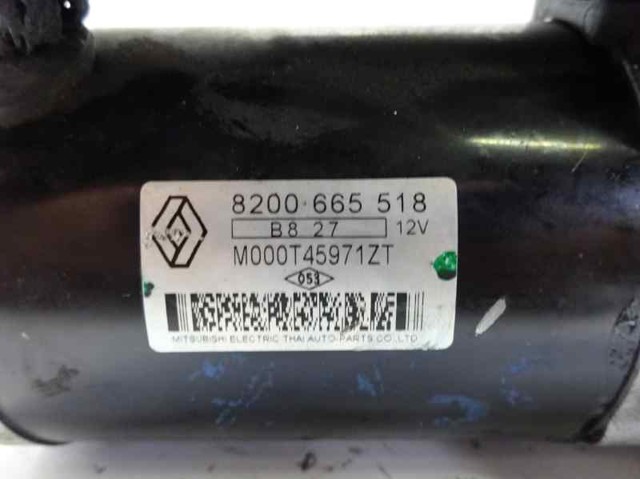 8200 665 518
B8 27 12V
M000T45971ZT
053
MITSUBISHI ELECTRIC THAI AUTO-PARTS CO.,LTD